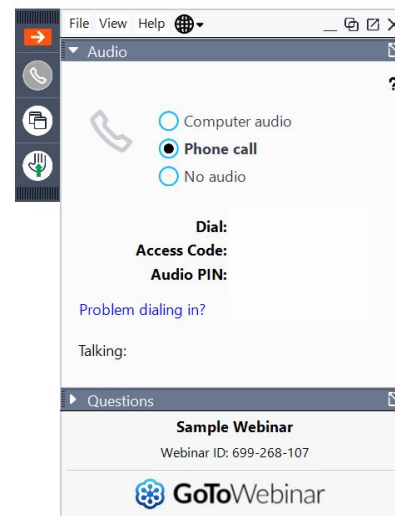 File View Help
Audio
?
Computer audio
Phone call
No audio
Dial:
Access Code:
Audio PIN:
Problem dialing in?
Talking:
Questions
Sample Webinar
Webinar ID: 699-268-107
GoToWebinar